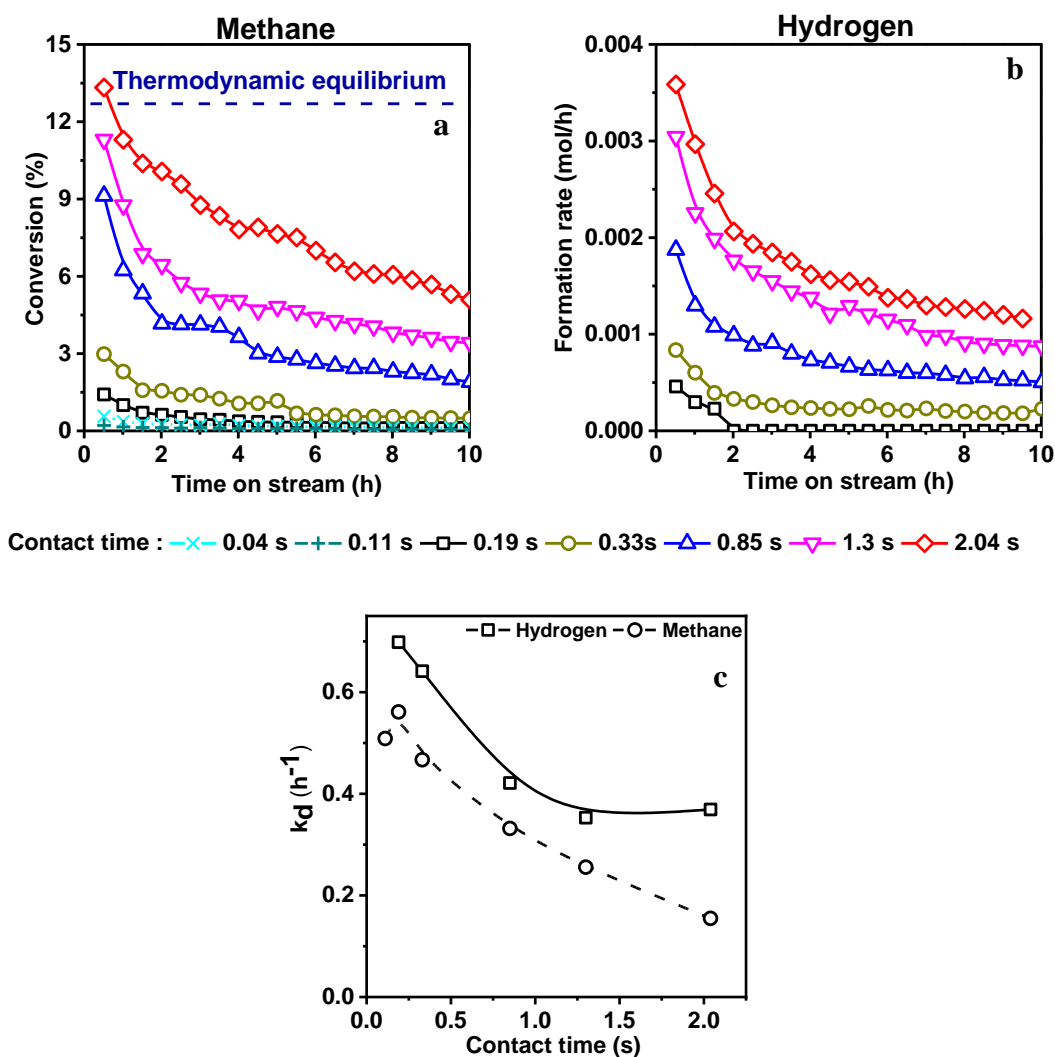 Methane
15
12
9
6
3
0
Conversion (%)
Thermodynamic equilibrium
a
0 2 4 6 8 10
Time on stream (h)
Hydrogen
0.004
0.003
0.002
0.001
0.000
Formation rate (mol/h)
b
0 2 4 6 8 10
Time on stream (h)
Contact time : 0.04 s 0.11 s 0.19 s 0.33s 0.85 s 1.3 s 2.04 s
Hydrogen Methane
c
0.6
0.4
0.2
0.0
kd (h-1)
0.0 0.5 1.0 1.5 2.0
Contact time (s)